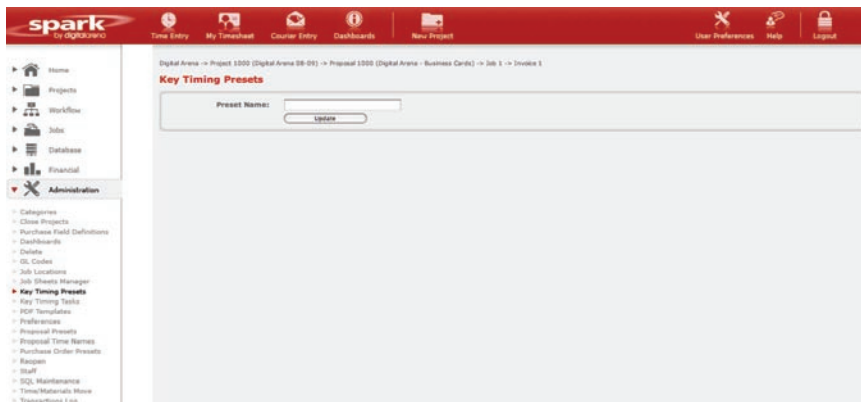 spark
by digitalarena
Time Entry
My Timesheet
Courier Entry
Dashboards
New Project
User Preferences
Help
Logout
Digital Arena -> Project 1000 (Digital Arena 08-09) -> Proposal 1000 (Digital Arena - Business Cards) -> Job 1 -> Invoice 1
Key Timing Presets
Preset Name:
Update
Home
Projects
Workflow
Jobs
Database
Financial
Administration
Categories
Close Projects
Purchase Field Definitions
Dashboards
Delete
GL Codes
Job Locations
Job Sheets Manager
Key Timing Presets
Key Timing Tasks
PDF Templates
Preferences
Proposal Presets
Proposal Time Names
Purchase Order Presets
Reopen
Staff
SQL Maintenance
Time/Materials Move
Transactions Log